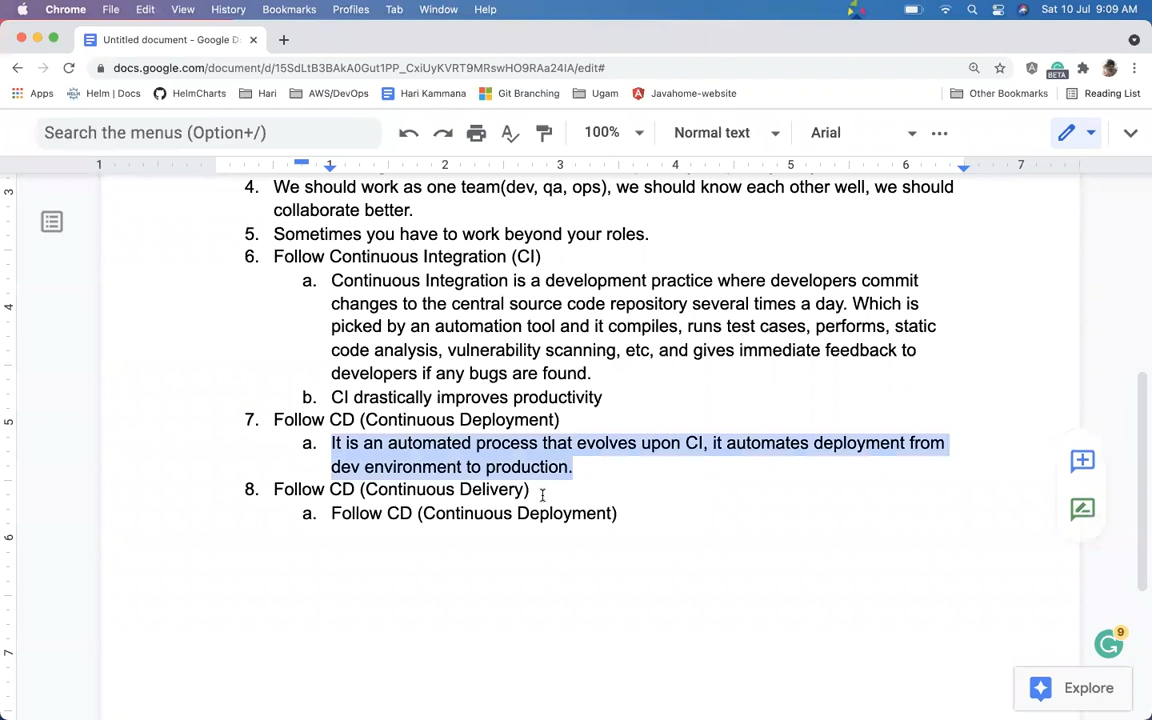 Chrome File Edit View History Bookmarks Profiles Tab Window Help Sat 10 Jul 9:09 AM
Untitled document - Google D
docs.google.com/document/d/15SdLtB3BAkA0Gut1PP_CxiUyKVRT9MRswHO9RAa24IA/edit#
BETA
Apps Helm | Docs HelmCharts Hari AWS/DevOps Hari Kammana Git Branching Ugam Javahome-website Other Bookmarks Reading List
Search the menus (Option+/) 100% Normal text Arial
1 1 2 3 4 5 6 7
3
4. We should work as one team(dev, qa, ops), we should know each other well, we should
collaborate better.
5. Sometimes you have to work beyond your roles.
6. Follow Continuous Integration (CI)
a. Continuous Integration is a development practice where developers commit
4
changes to the central source code repository several times a day. Which is
picked by an automation tool and it compiles, runs test cases, performs, static
code analysis, vulnerability scanning, etc, and gives immediate feedback to
developers if any bugs are found.
b. CI drastically improves productivity
5
7. Follow CD (Continuous Deployment)
a. It is an automated process that evolves upon CI, it automates deployment from
dev environment to production.
8. Follow CD (Continuous Delivery)
a. Follow CD (Continuous Deployment)
6
7
9
Explore